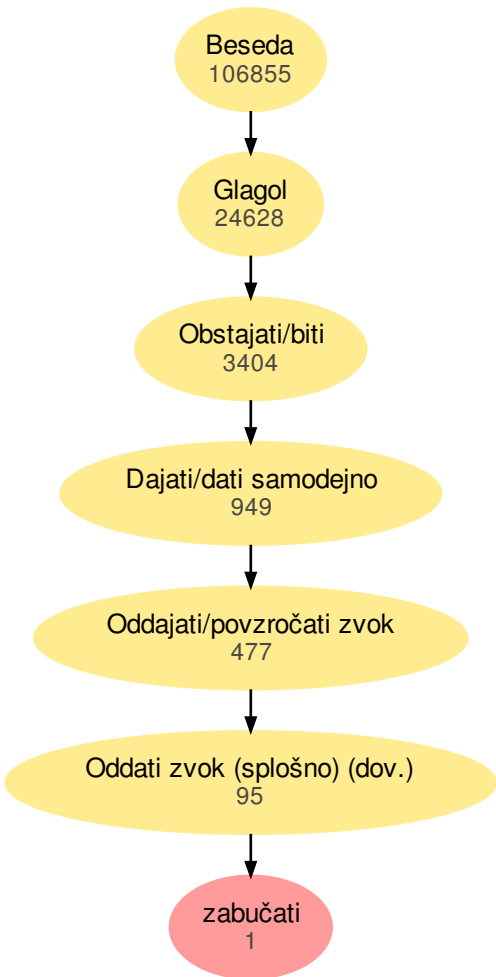 Beseda
106855
Glagol
24628
Obstajati/biti
3404
Dajati/dati samodejno
949
Oddajati/povzročati zvok
477
Oddati zvok (splošno) (dov.)
95
zabučati
1